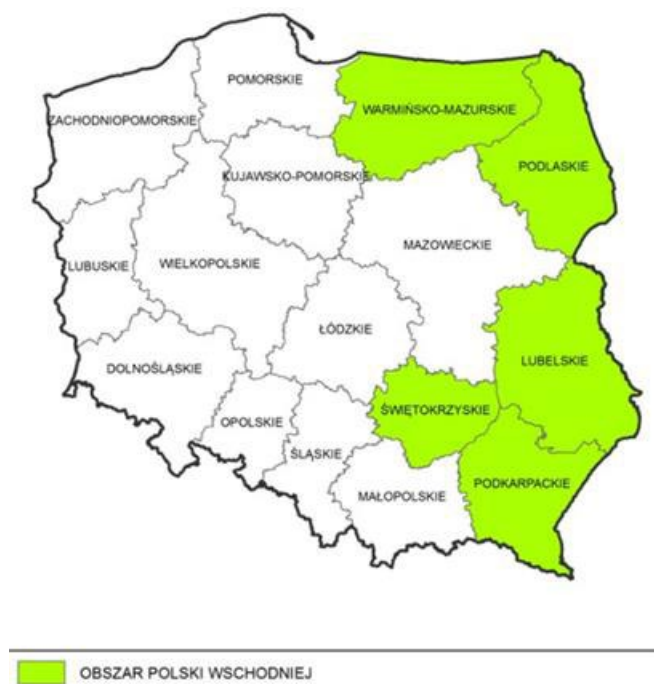 POMORSKIE
WARMIŃSKO-MAZURSKIE
ZACHODNIOPOMORSKIE
PODLASKIE
KUJAWSKO-POMORSKIE
MAZOWIECKIE
LUBUSKIE
WIELKOPOLSKIE
ŁÓDZKIE
LUBELSKIE
DOLNOŚLĄSKIE
ŚWIĘTOKRZYSKIE
OPOLSKIE
ŚLĄSKIE
PODKARPACKIE
MAŁOPOLSKIE
OBSZAR POLSKI WSCHODNIEJ